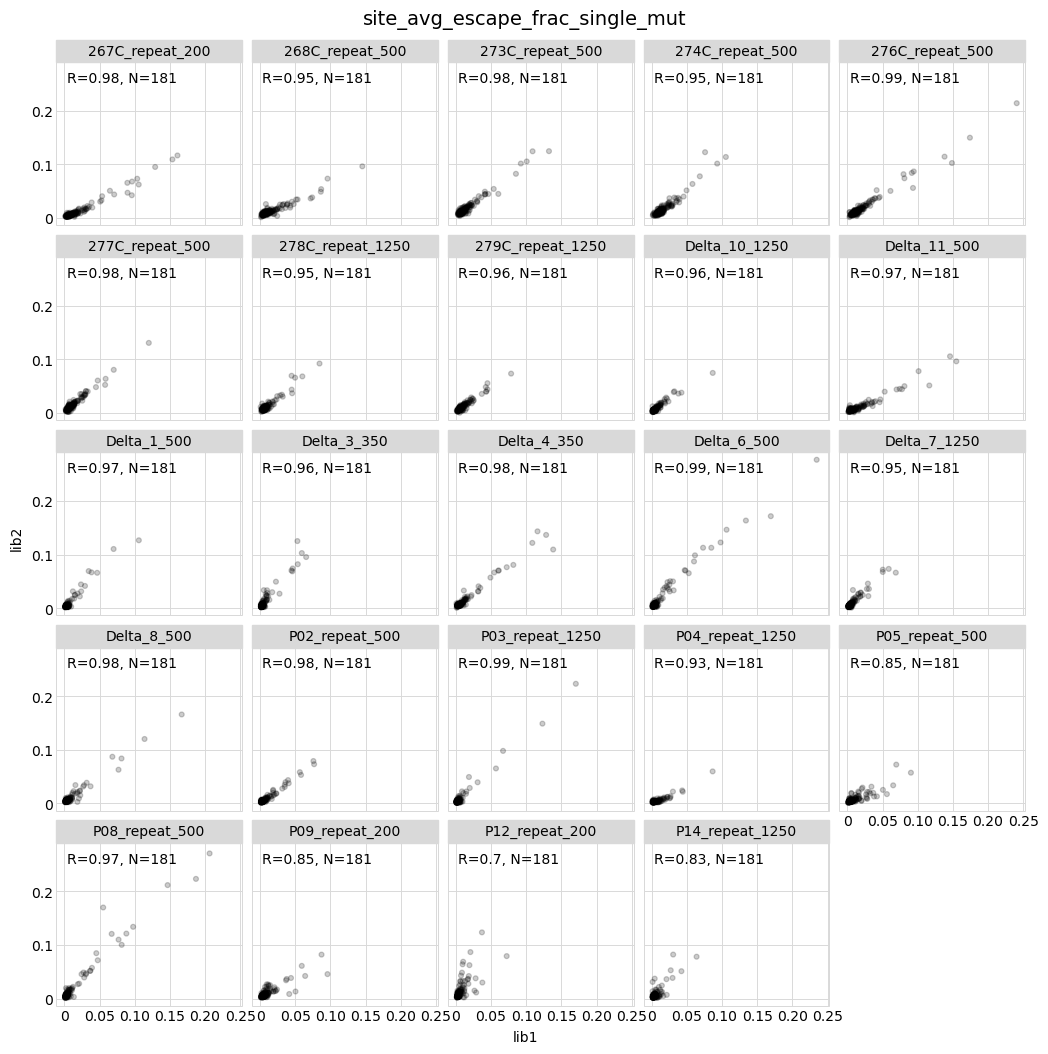 site_avg_escape_frac_single_mut
267C_repeat_200
268C_repeat_500
273C_repeat_500
274C_repeat_500
276C_repeat_500
R=0.98, N=181
R=0.95, N=181
R=0.98, N=181
R=0.95, N=181
R=0.99, N=181
0.2
0.1
0
277C_repeat_500
278C_repeat_1250
279C_repeat_1250
Delta_10_1250
Delta_11_500
R=0.98, N=181
R=0.95, N=181
R=0.96, N=181
R=0.96, N=181
R=0.97, N=181
0.2
0.1
0
Delta_1_500
Delta_3_350
Delta_4_350
Delta_6_500
Delta_7_1250
R=0.97, N=181
R=0.96, N=181
R=0.98, N=181
R=0.99, N=181
R=0.95, N=181
0.2
0.1
0
lib2
Delta_8_500
P02_repeat_500
P03_repeat_1250
P04_repeat_1250
P05_repeat_500
R=0.98, N=181
R=0.98, N=181
R=0.99, N=181
R=0.93, N=181
R=0.85, N=181
0.2
0.1
0
0 0.05 0.10 0.15 0.20 0.25
P08_repeat_500
P09_repeat_200
P12_repeat_200
P14_repeat_1250
R=0.97, N=181
R=0.85, N=181
R=0.7, N=181
R=0.83, N=181
0.2
0.1
0
0 0.05 0.10 0.15 0.20 0.25
0 0.05 0.10 0.15 0.20 0.25
0 0.05 0.10 0.15 0.20 0.25
0 0.05 0.10 0.15 0.20 0.25
lib1